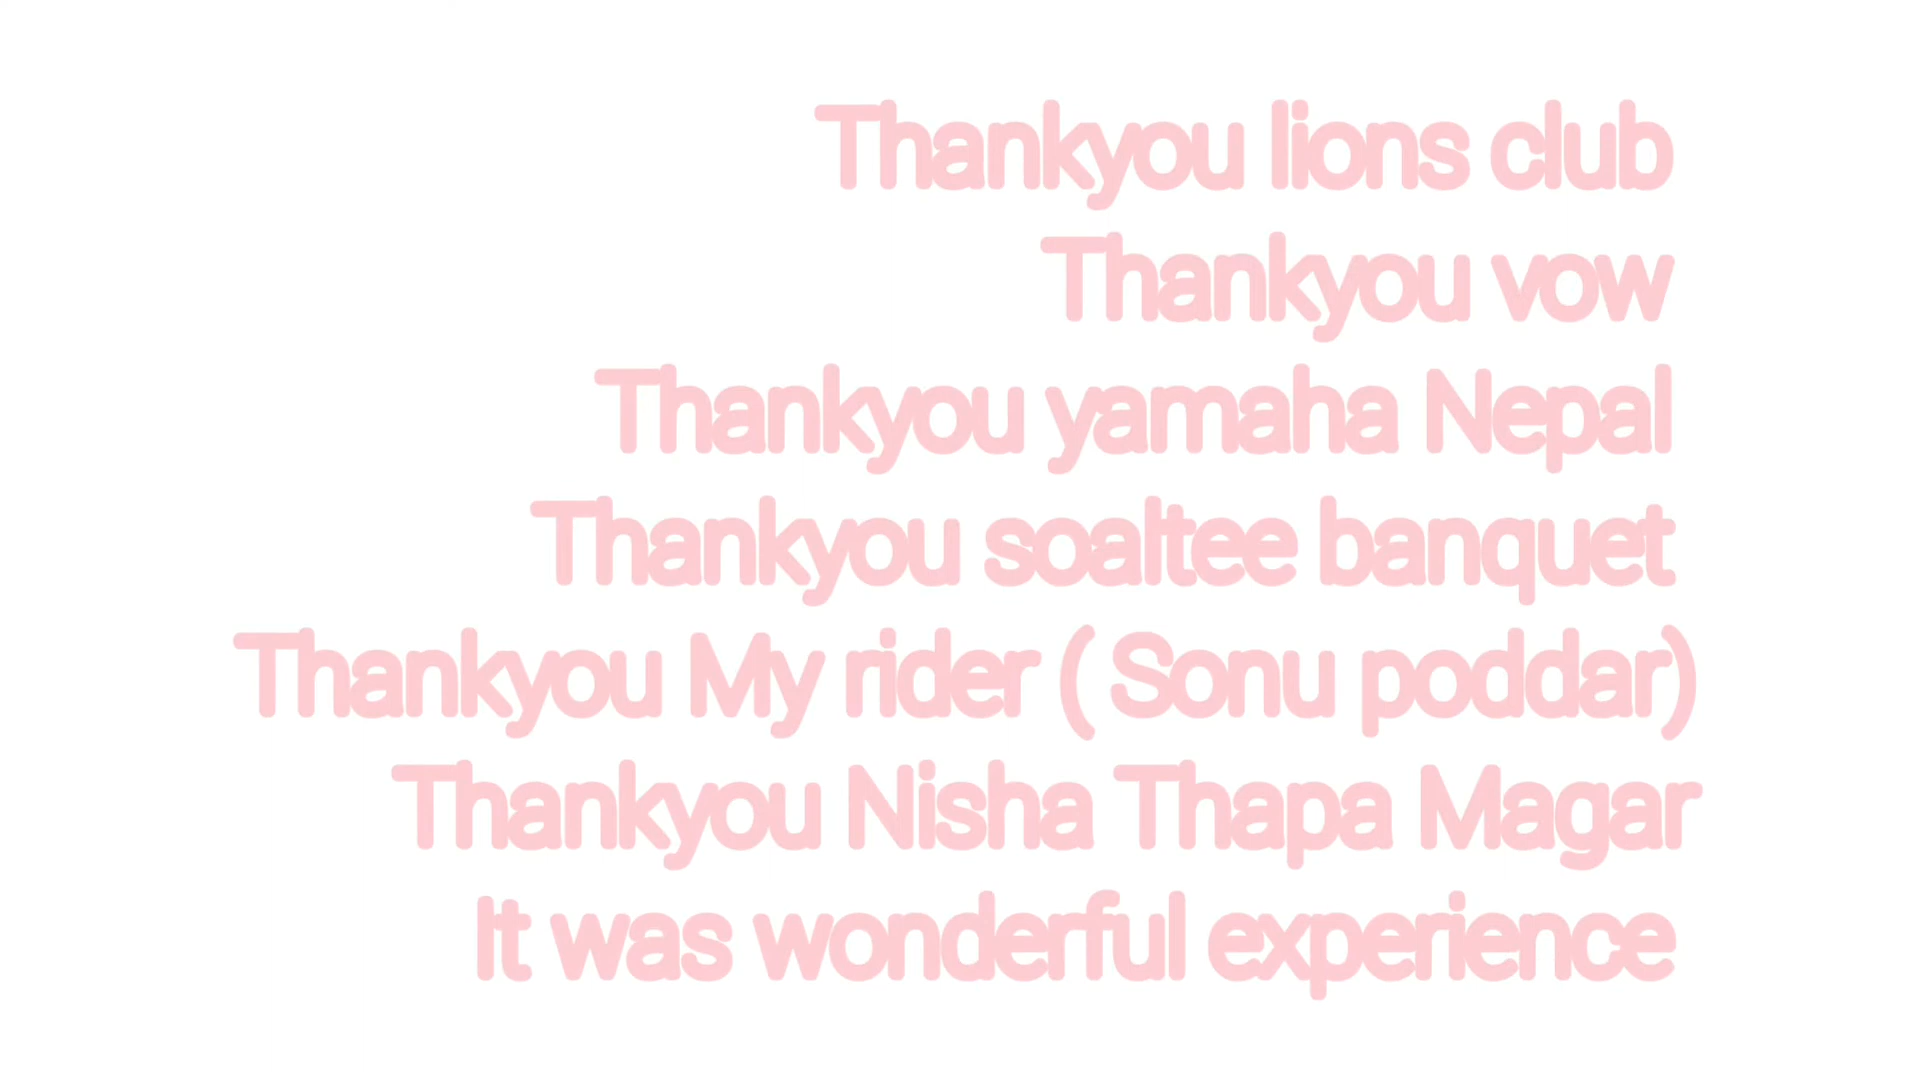 Thankyou lions club
Thankyou vow
Thankyou yamaha Nepal
Thankyou soaltee banquet
Thankyou My rider ( Sonu poddar)
Thankyou Nisha Thapa Magar
It was wonderful experience